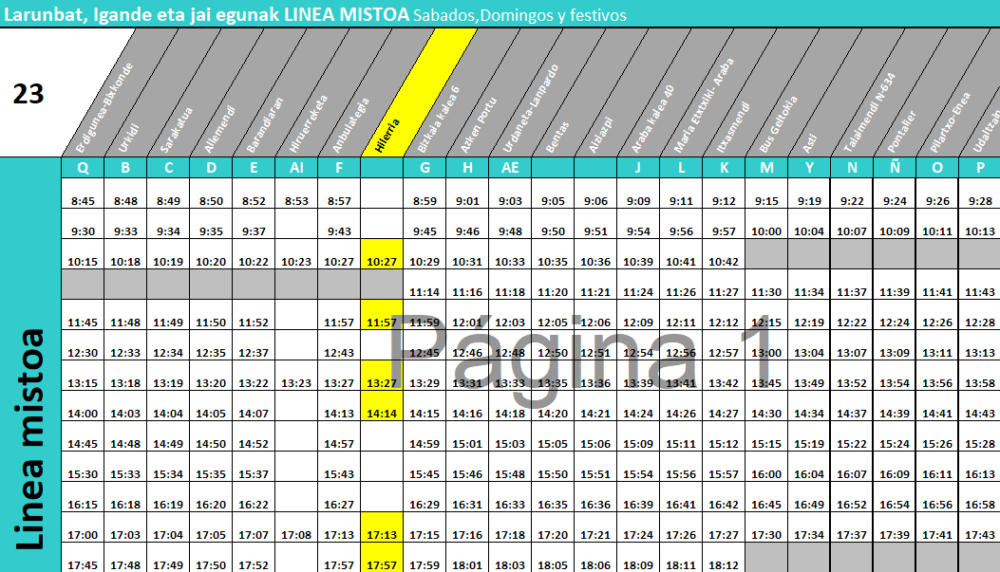 Larunbat, Igande eta jai egunak LINEA MISTOA Sabados,Domingos y festivos
23
Erdigunea-Bixkonde Urkuti Sarakatua Allemendi Barandiaran Hiruerreketa Anbulategia Hilerria Bizkaia kalea 6 Azken Portu Urdaneta-Lanpardo Bentas Abiazpi Araba kalea 40 Maria Etxtxiki- Araba Itxasmendi Bus Geltokia Asti Talaimendi N-634 Pontalier Pilartxo-Enea
Q B C D E AI F G H AE J L K M Y N Ñ O P
8:45 8:48 8:49 8:50 8:52 8:53 8:57 8:59 9:01 9:03 9:05 9:06 9:09 9:11 9:12 9:15 9:19 9:22 9:24 9:26 9:28
9:30 9:33 9:34 9:35 9:37 9:43 9:45 9:46 9:48 9:50 9:51 9:54 9:56 9:57 10:00 10:04 10:07 10:09 10:11 10:13
10:15 10:18 10:19 10:20 10:22 10:23 10:27 10:27 10:29 10:31 10:33 10:35 10:36 10:39 10:41 10:42
11:14 11:16 11:18 11:20 11:21 11:24 11:26 11:27 11:30 11:34 11:37 11:39 11:41 11:43
11:45 11:48 11:49 11:50 11:52 11:57 11:57 11:59 12:01 12:03 12:05 12:06 12:09 12:11 12:12 12:15 12:19 12:22 12:24 12:26 12:28
12:30 12:33 12:34 12:35 12:37 12:43 12:45 12:46 12:48 12:50 12:51 12:54 12:56 12:57 13:00 13:04 13:07 13:09 13:11 13:13
13:15 13:18 13:19 13:20 13:22 13:23 13:27 13:27 13:29 13:31 13:33 13:35 13:36 13:39 13:41 13:42 13:45 13:49 13:52 13:54 13:56 13:58
14:00 14:03 14:04 14:05 14:07 14:13 14:14 14:15 14:16 14:18 14:20 14:21 14:24 14:26 14:27 14:30 14:34 14:37 14:39 14:41 14:43
14:45 14:48 14:49 14:50 14:52 14:57 14:59 15:01 15:03 15:05 15:06 15:09 15:11 15:12 15:15 15:19 15:22 15:24 15:26 15:28
15:30 15:33 15:34 15:35 15:37 15:43 15:45 15:46 15:48 15:50 15:51 15:54 15:56 15:57 16:00 16:04 16:07 16:09 16:11 16:13
16:15 16:18 16:19 16:20 16:22 16:27 16:29 16:31 16:33 16:35 16:36 16:39 16:41 16:42 16:45 16:49 16:52 16:54 16:56 16:58
17:00 17:03 17:04 17:05 17:07 17:08 17:13 17:13 17:15 17:16 17:18 17:20 17:21 17:24 17:26 17:27 17:30 17:34 17:37 17:39 17:41 17:43
17:45 17:48 17:49 17:50 17:52 17:57 17:57 17:59 18:01 18:03 18:05 18:06 18:09 18:11 18:12
Linea mistoa
Página 1